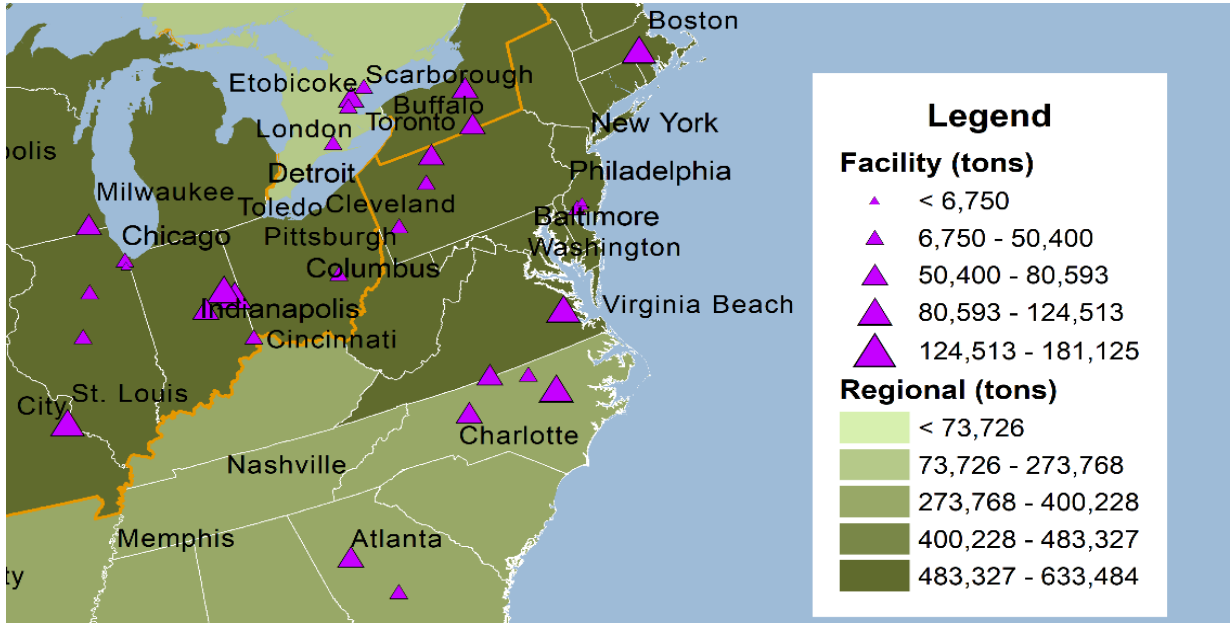 Boston
Etobicoke
Scarborough
Buffalo
New York
London
Toronto
polis
Detroit
Philadelphia
Milwaukee
Toledo
Cleveland
Baltimore
Chicago
Pittsburgh
Washington
Columbus
Indianapolis
Virginia Beach
Cincinnati
St. Louis
City
Charlotte
Nashville
Memphis
Atlanta
ty
Legend
Facility (tons)
< 6,750
6,750 - 50,400
50,400 - 80,593
80,593 - 124,513
124,513 - 181,125
Regional (tons)
< 73,726
73,726 - 273,768
273,768 - 400,228
400,228 - 483,327
483,327 - 633,484